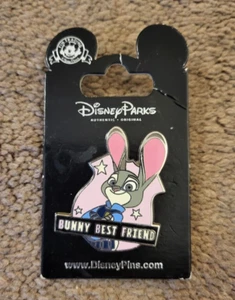 Disney PARKS
AUTHENTIC • ORIGINAL
BUNNY BEST FRIEND
www.DisneyPins.com